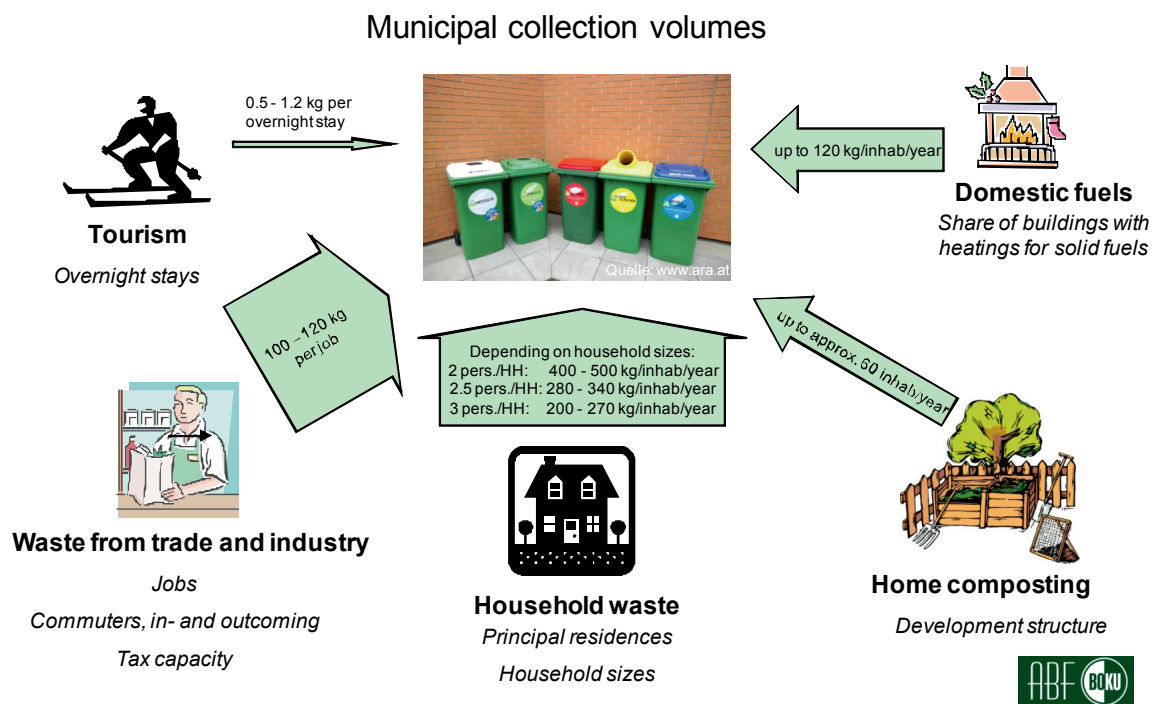 Municipal collection volumes
0.5 - 1.2 kg per
overnight stay
Tourism
Overnight stays
Quelle: www.ara.at
up to 120 kg/inhab/year
Domestic fuels
Share of buildings with
heatings for solid fuels
100 – 120 kg
per job
Depending on household sizes:
2 pers./HH: 400 - 500 kg/inhab/year
2.5 pers./HH: 280 - 340 kg/inhab/year
3 pers./HH: 200 - 270 kg/inhab/year
up to approx. 60 inhab/year
Waste from trade and industry
Jobs
Commuters, in- and outcoming
Tax capacity
Household waste
Principal residences
Household sizes
Home composting
Development structure
ABF BOKU